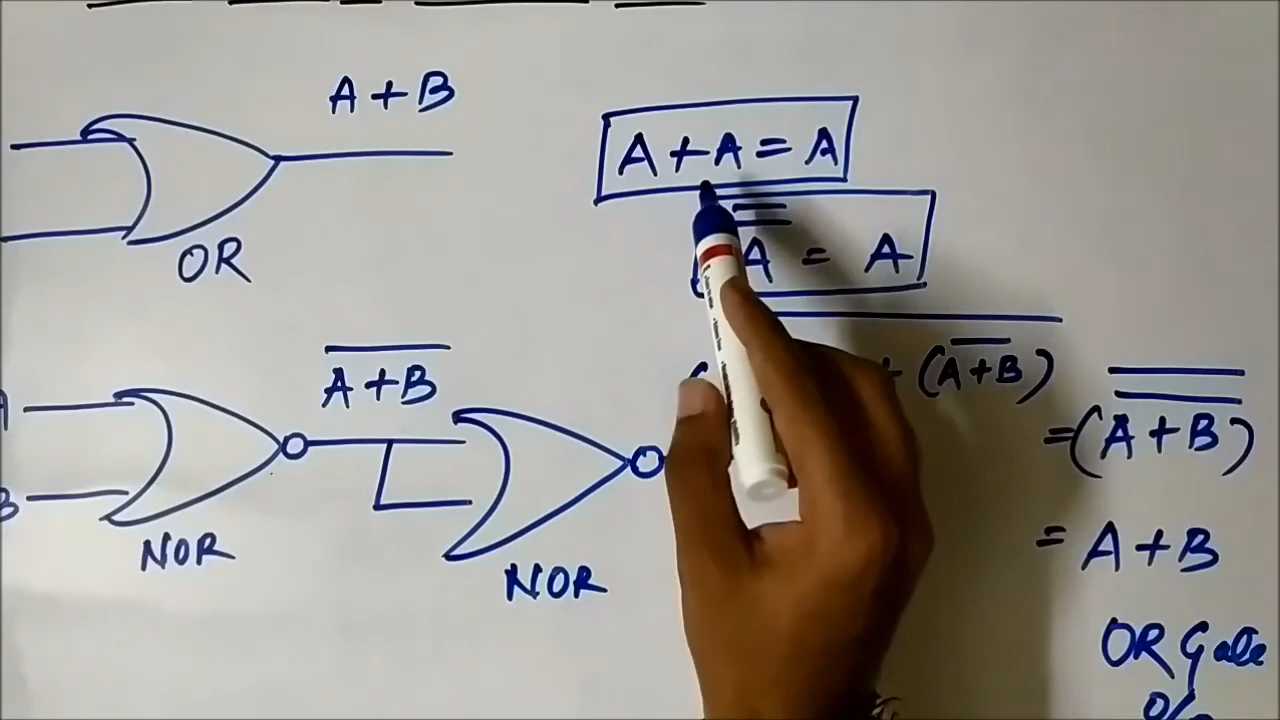 A + B
A + A = A
OR
A̿ = A
A̅ ̅+̅ ̅B̅
+ (A̅ ̅+̅ ̅B̅)
= (A̿ ̿+̿ ̿B̿)
A
B
NOR
NOR
= A + B
OR Gate